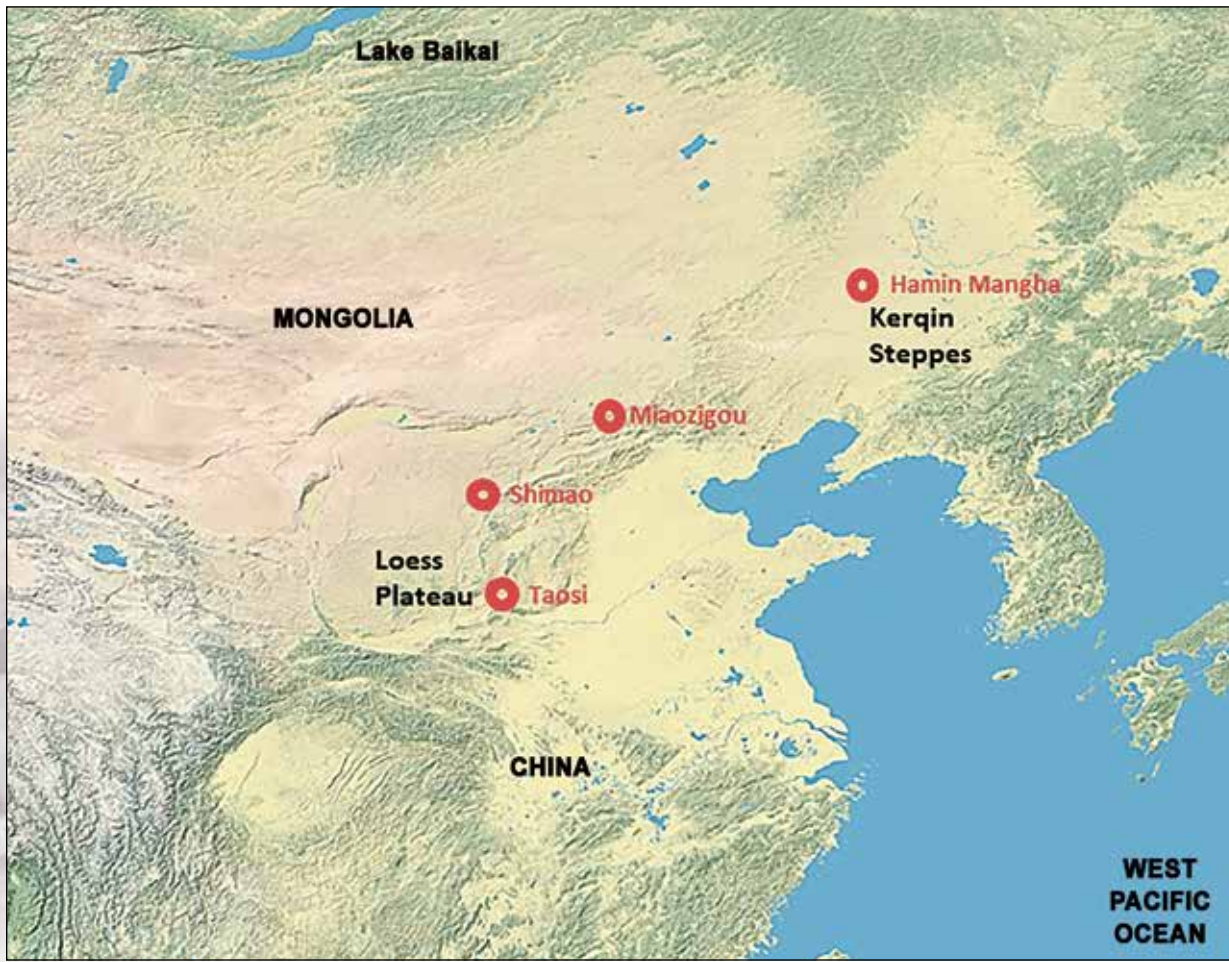 Lake Baikal
Hamin Mangha
MONGOLIA
Kerqin
Steppes
Miaozigou
Shimao
Loess
Plateau
Taosi
CHINA
WEST
PACIFIC
OCEAN